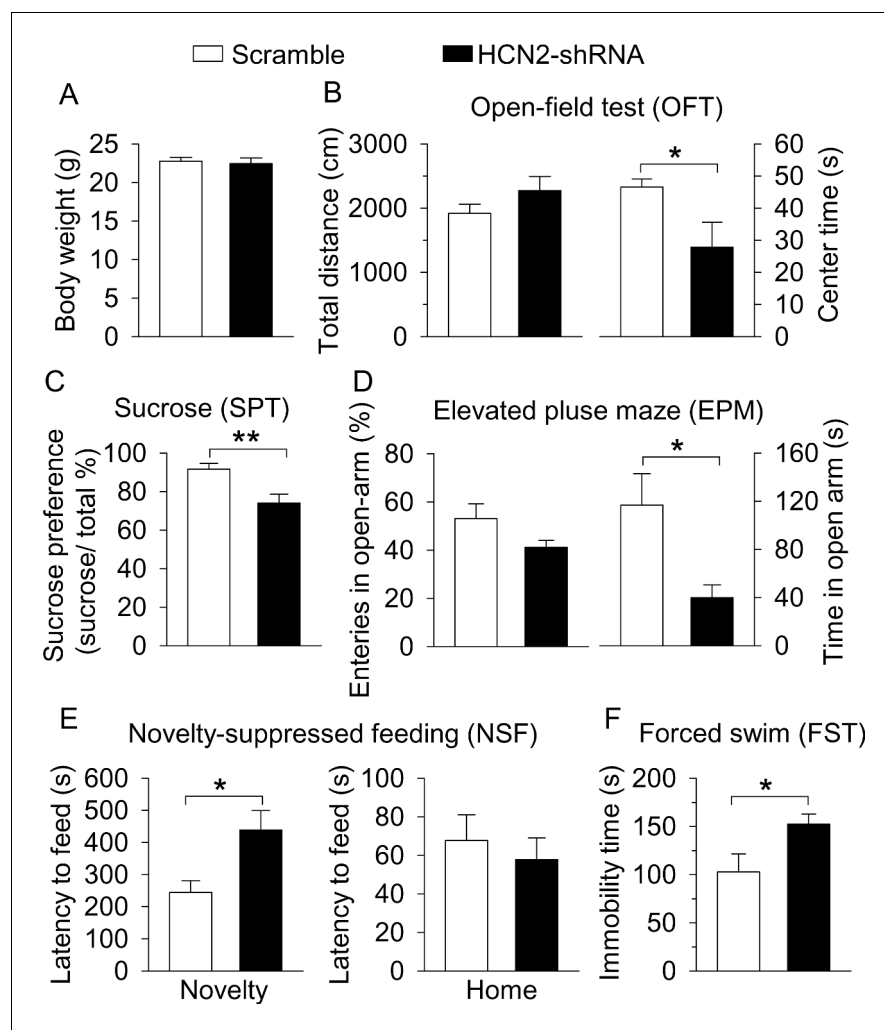 Scramble HCN2-shRNA
A
Body weight (g)
25
20
15
10
5
0
B
Open-field test (OFT)
Total distance (cm)
3000
2000
1000
0
*
60
50
40
30
20
10
0
Center time (s)
C
Sucrose (SPT)
Sucrose preference
(sucrose/ total %)
100
80
60
40
20
0
**
D
Elevated pluse maze (EPM)
Enteries in open-arm (%)
80
60
40
20
0
*
160
120
80
40
0
Time in open arm (s)
E
Novelty-suppressed feeding (NSF)
Latency to feed (s)
600
500
400
300
200
100
0
*
Novelty
Latency to feed (s)
100
80
60
40
20
0
Home
F
Forced swim (FST)
Immobility time (s)
200
150
100
50
0
*